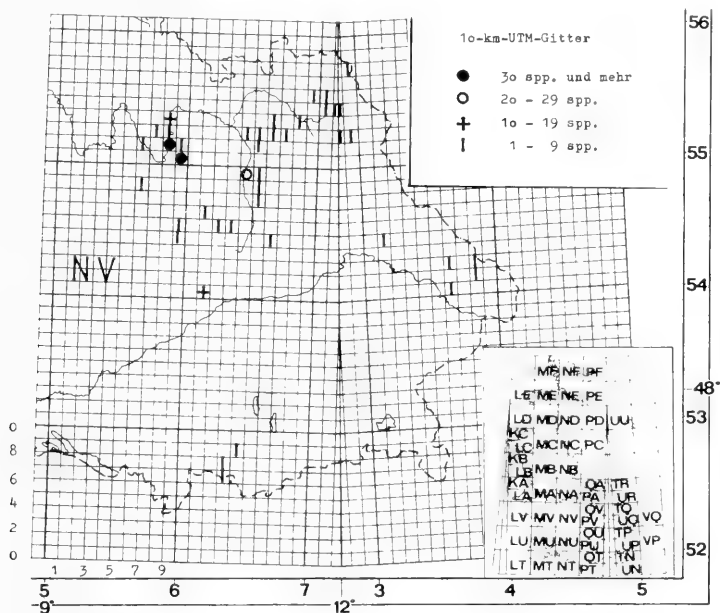 1o-km-UTM-Gitter
3o spp. und mehr
2o - 29 spp.
1o - 19 spp.
1 - 9 spp.
56
55
54
48°
53
52
NV
0
8
6
4
2
0
1 3 5 7 9
5 6 7 3 4 5
9° 12°
MF NF PF
LE ME NE PE
LD MD ND PD UU
KC
LC MC NC PC
KB
LB MB NB
KA QA TR
LA MA NA PA UR
QV TQ
LV MV NV PV UQ VQ
QU TP
LU MU NU PU UP VP
QT TN
LT MT NT PT UN